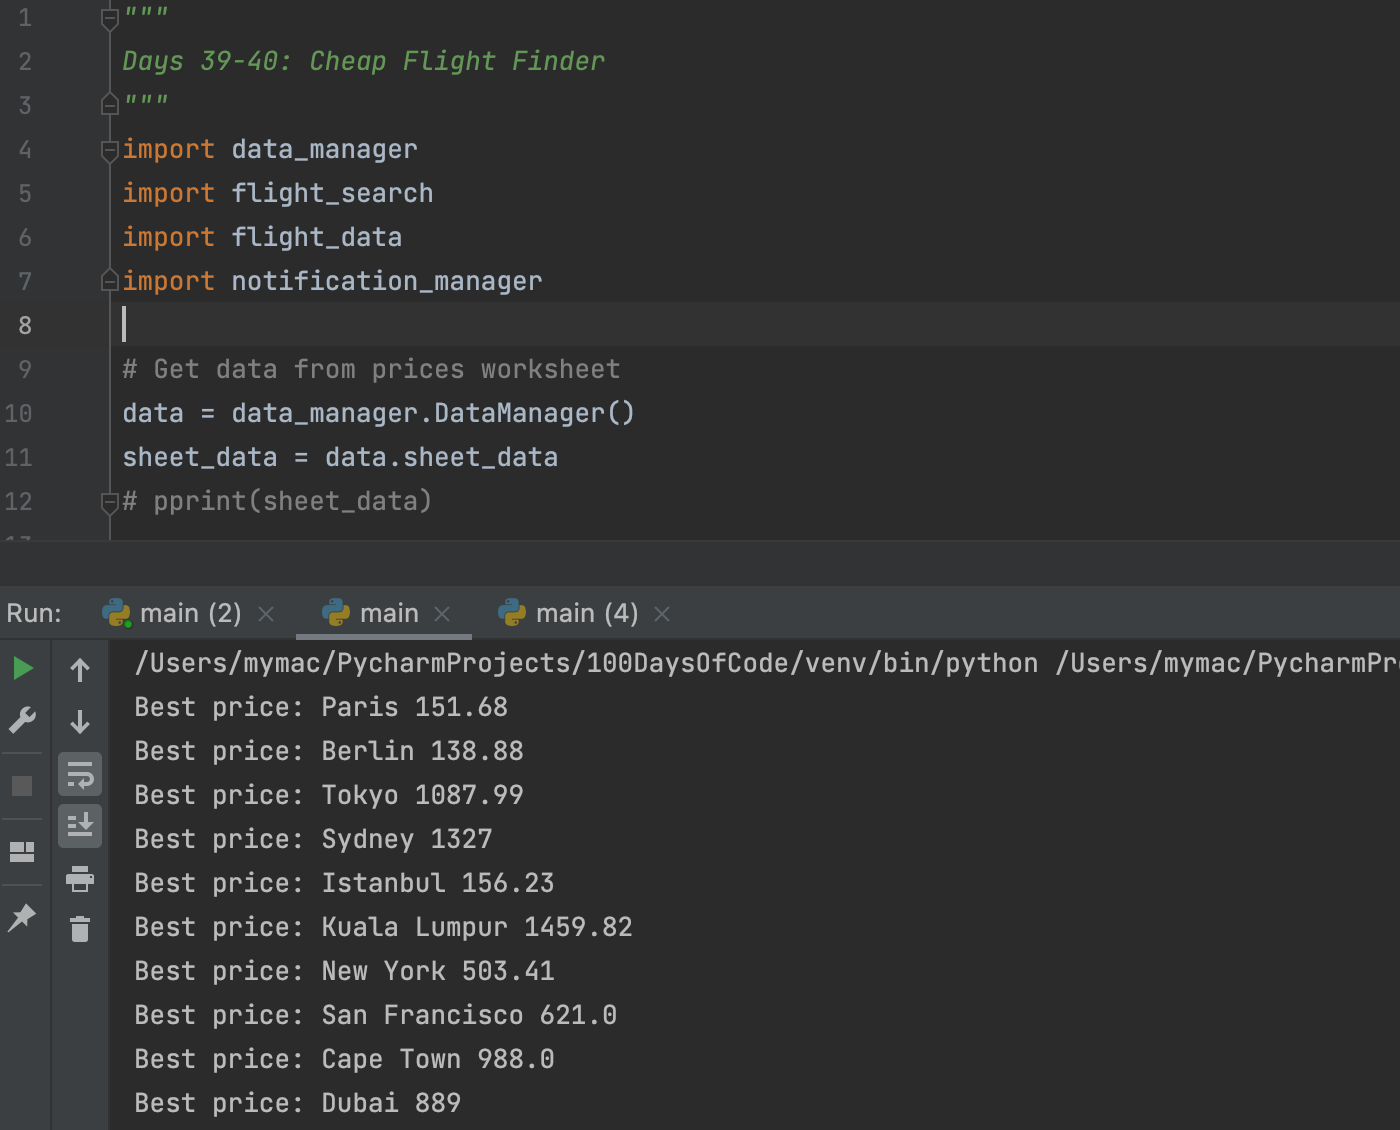 1 """
2 Days 39-40: Cheap Flight Finder
3 """
4 import data_manager
5 import flight_search
6 import flight_data
7 import notification_manager
8
9 # Get data from prices worksheet
10 data = data_manager.DataManager()
11 sheet_data = data.sheet_data
12 # pprint(sheet_data)
Run: main (2) main main (4)
/Users/mymac/PycharmProjects/100DaysOfCode/venv/bin/python /Users/mymac/PycharmPr
Best price: Paris 151.68
Best price: Berlin 138.88
Best price: Tokyo 1087.99
Best price: Sydney 1327
Best price: Istanbul 156.23
Best price: Kuala Lumpur 1459.82
Best price: New York 503.41
Best price: San Francisco 621.0
Best price: Cape Town 988.0
Best price: Dubai 889